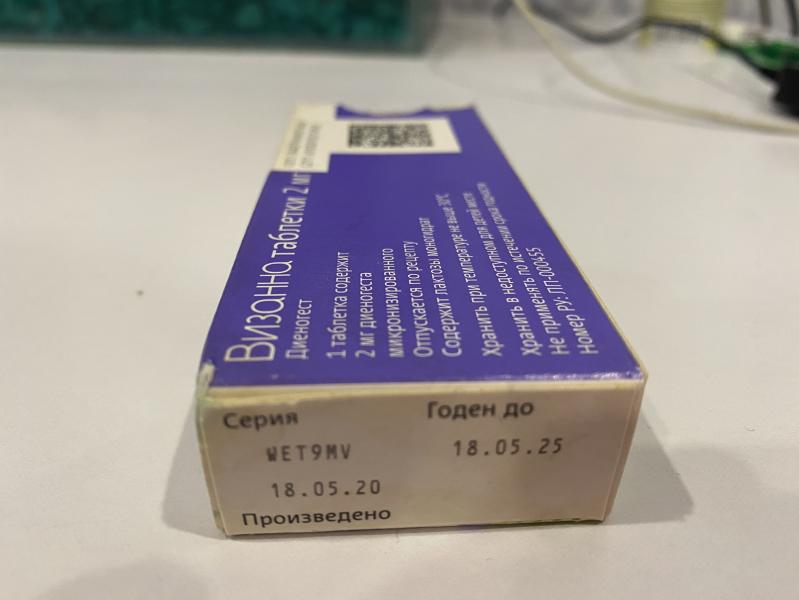 Визанна таблетки 2 мг
Диеногест
1 таблетка содержит
2 мг диеногеста
микронизированного
Отпускается по рецепту
Содержит лактозы моногидрат
Хранить при температуре не выше 30°C
Хранить в недоступном для детей месте
Не применять по истечении срока годности
Номер РУ: ЛП-000455
Серия
WET9MV
18.05.20
Произведено
Годен до
18.05.25